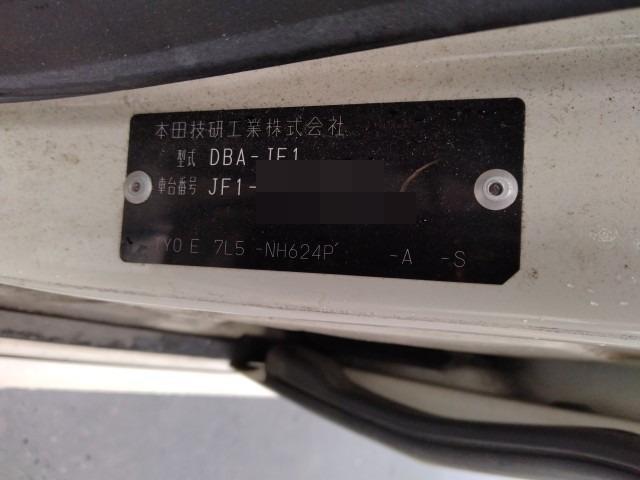 本田技研工業株式会社
型式 DBA-JF1
車台番号 JF1-
TY0 E 7L5 -NH624P -A -S